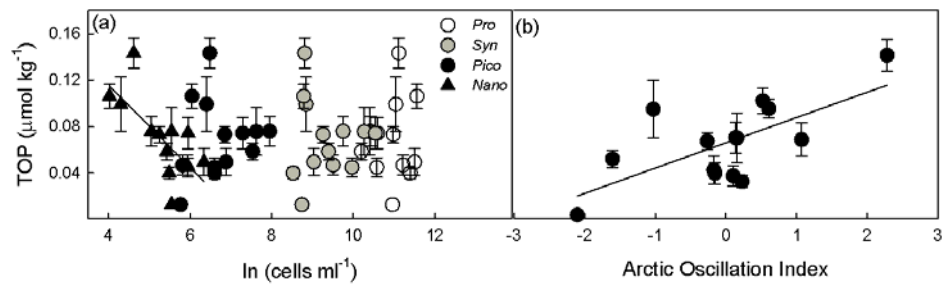 (a)
Pro
Syn
Pico
Nano
TOP (μmol kg⁻¹)
0.16
0.12
0.08
0.04
4 6 8 10 12
ln (cells ml⁻¹)
(b)
-3 -2 -1 0 1 2 3
Arctic Oscillation Index